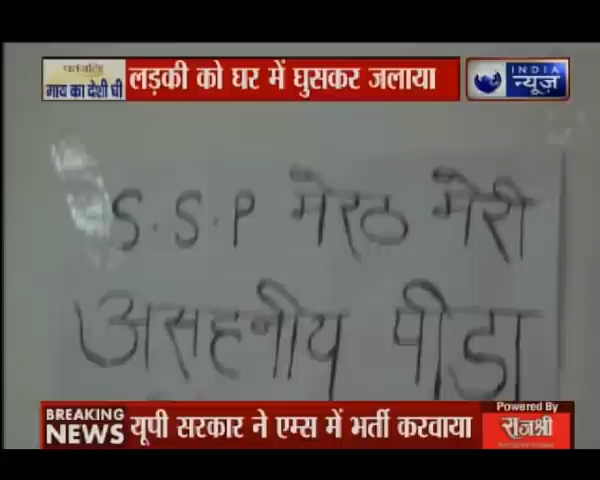 पतंजलि
गाय का देशी घी
लड़की को घर में घुसकर जलाया
INDIA
न्यूज़
S.S.P मेरठ मेरी
असहनीय पीडा
BREAKING
NEWS
यूपी सरकार ने एम्स में भर्ती करवाया
Powered By
राजश्री